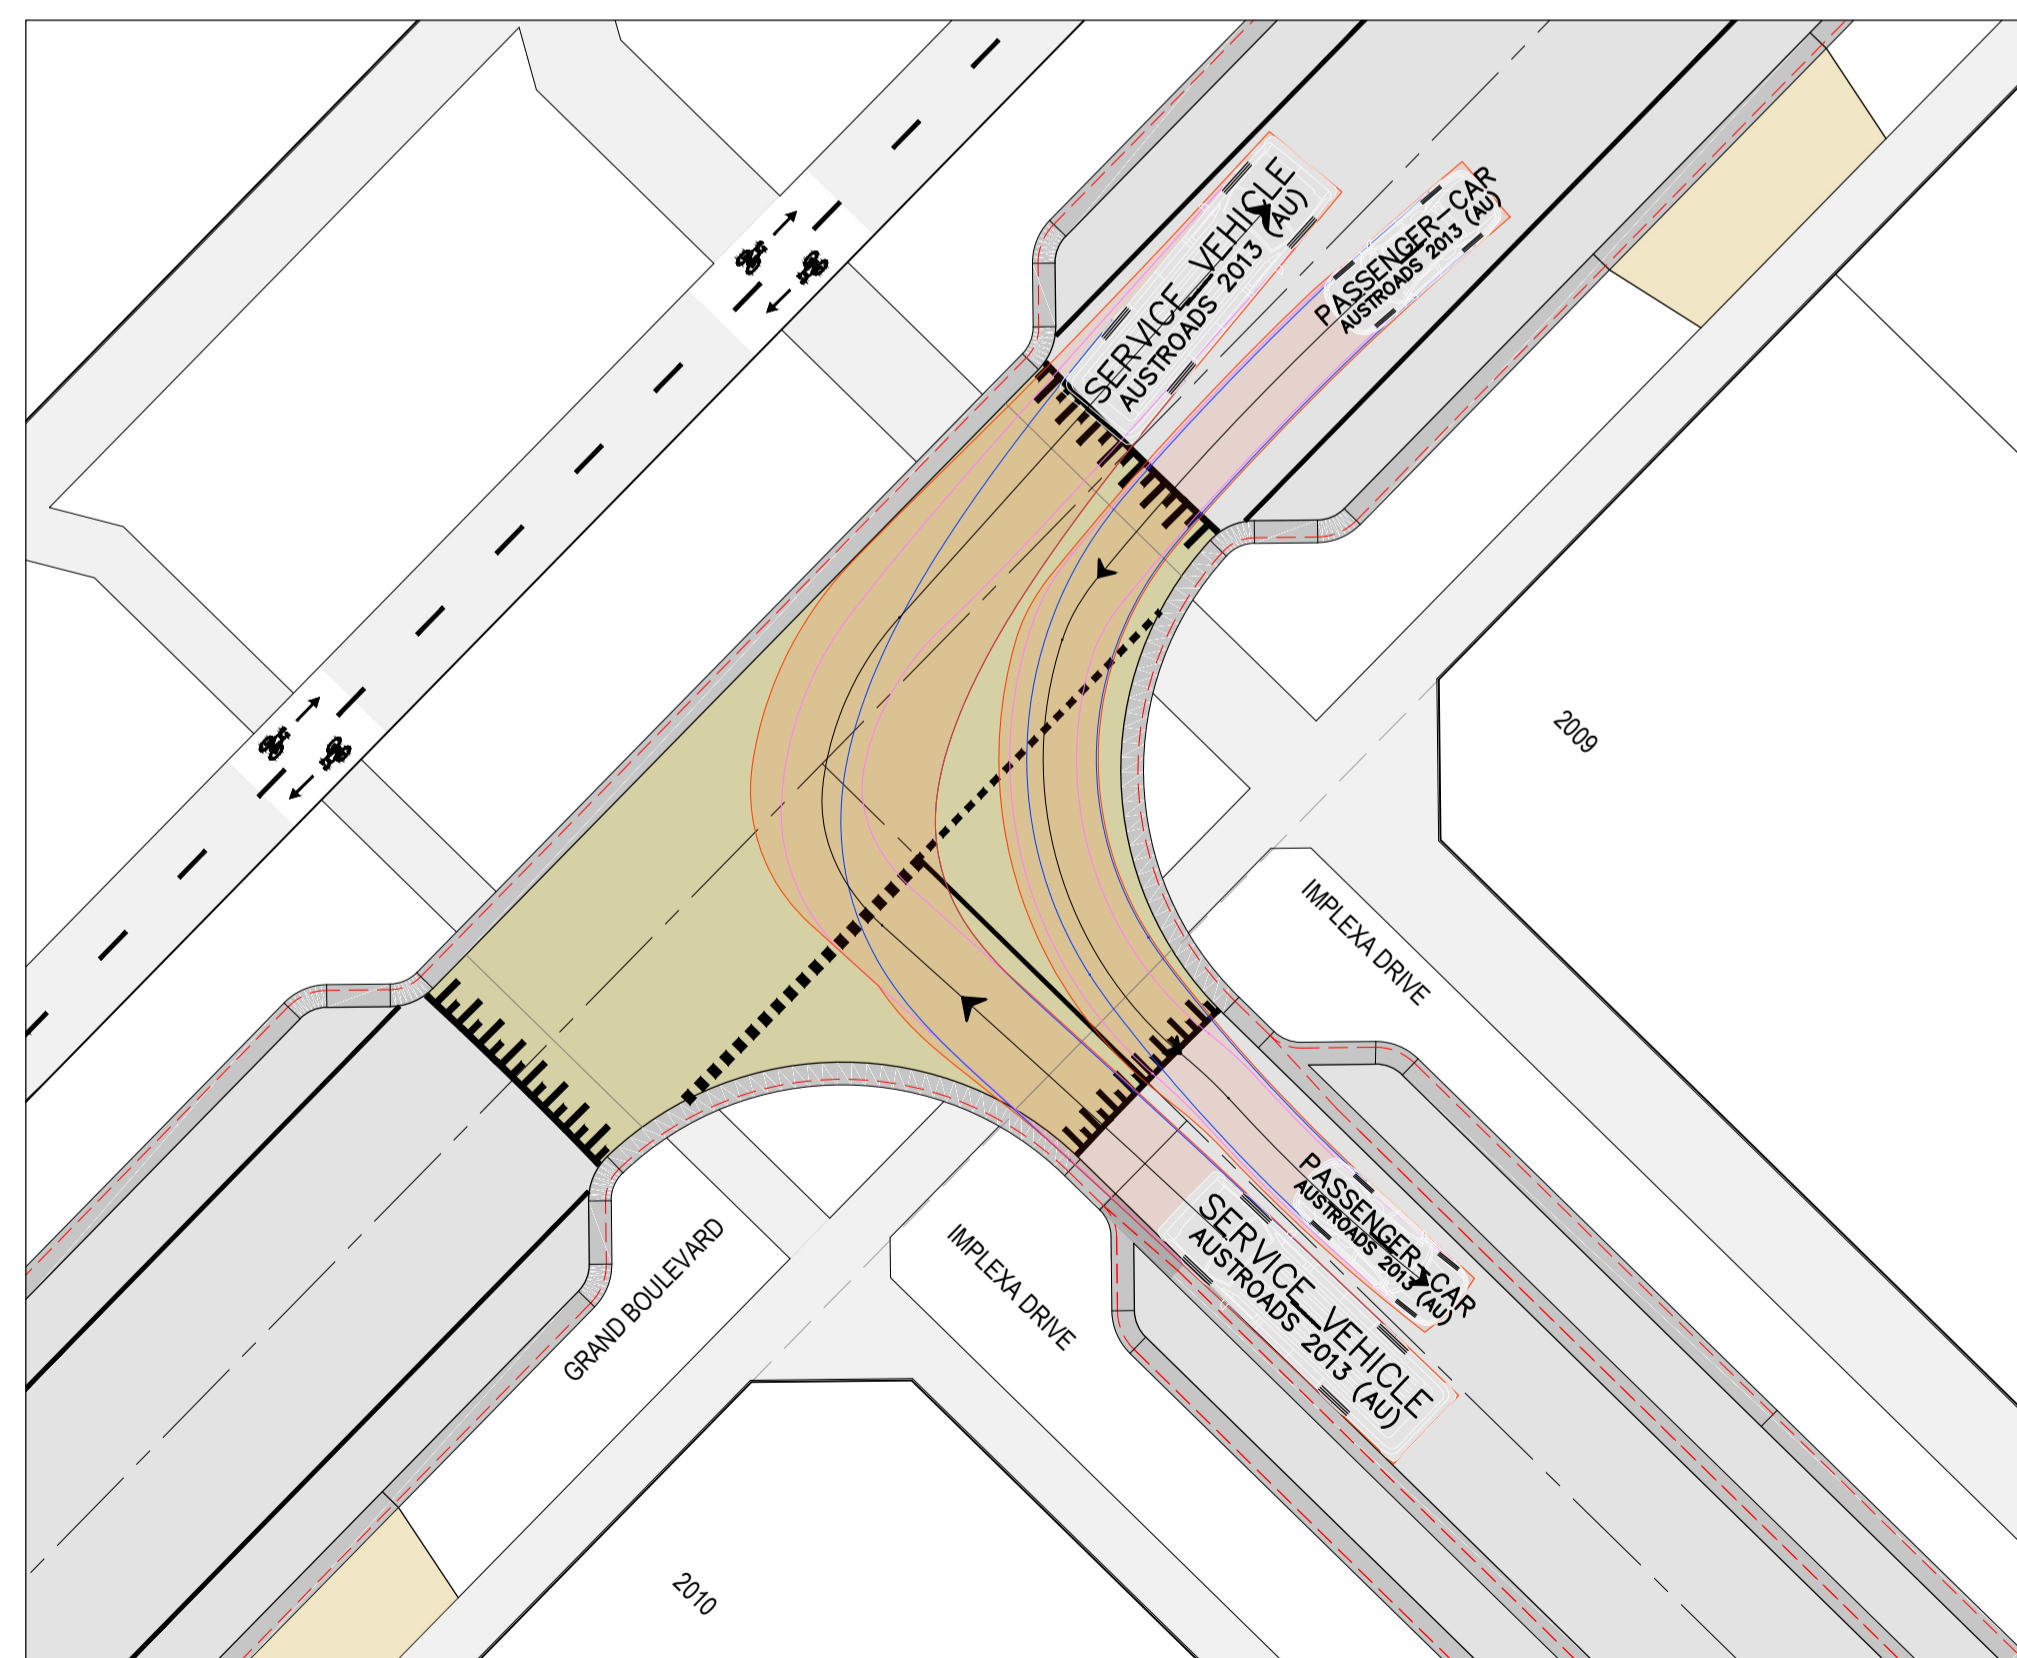 SERVICE_VEHICLE
AUSTROADS 2013 (AU)
PASSENGER-CAR
AUSTROADS 2013 (AU)
2009
IMPLEXA DRIVE
GRAND BOULEVARD
IMPLEXA DRIVE
PASSENGER-CAR
AUSTROADS 2013 (AU)
SERVICE_VEHICLE
AUSTROADS 2013 (AU)
2010